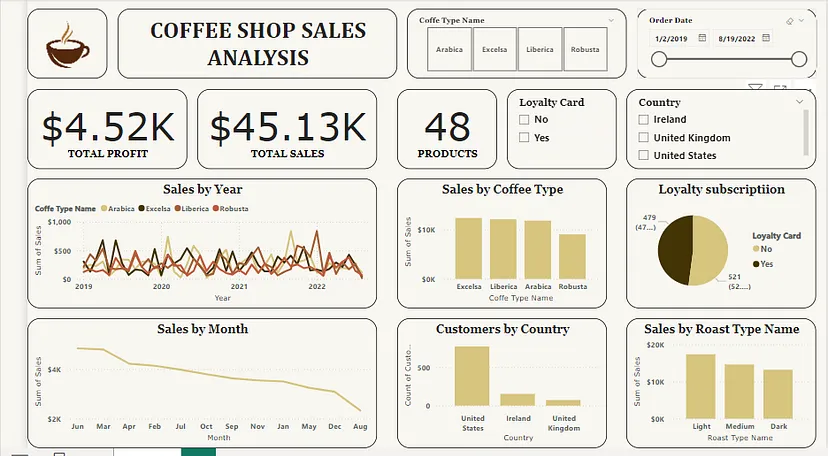 COFFEE SHOP SALES
ANALYSIS
Coffe Type Name
Arabica
Excelsa
Liberica
Robusta
Order Date
1/2/2019
8/19/2022
$4.52K
TOTAL PROFIT
$45.13K
TOTAL SALES
48
PRODUCTS
Loyalty Card
No
Yes
Country
Ireland
United Kingdom
United States
Sales by Year
Coffe Type Name Arabica Excelsa Liberica Robusta
Sum of Sales
$1,000
$500
$0
2019 2020 2021 2022
Year
Sales by Coffee Type
Sum of Sales
$10K
$0K
Excelsa Liberica Arabica Robusta
Coffe Type Name
Loyalty subscriptiion
479
(47...)
Loyalty Card
No
Yes
521
(52....)
Sales by Month
Sum of Sales
$4K
$2K
Jun Mar Apr Feb Jul Oct Sep Nov Jan May Dec Aug
Month
Customers by Country
Count of Custo...
500
0
United States
Ireland
United Kingdom
Country
Sales by Roast Type Name
Sum of Sales
$20K
$10K
$0K
Light Medium Dark
Roast Type Name